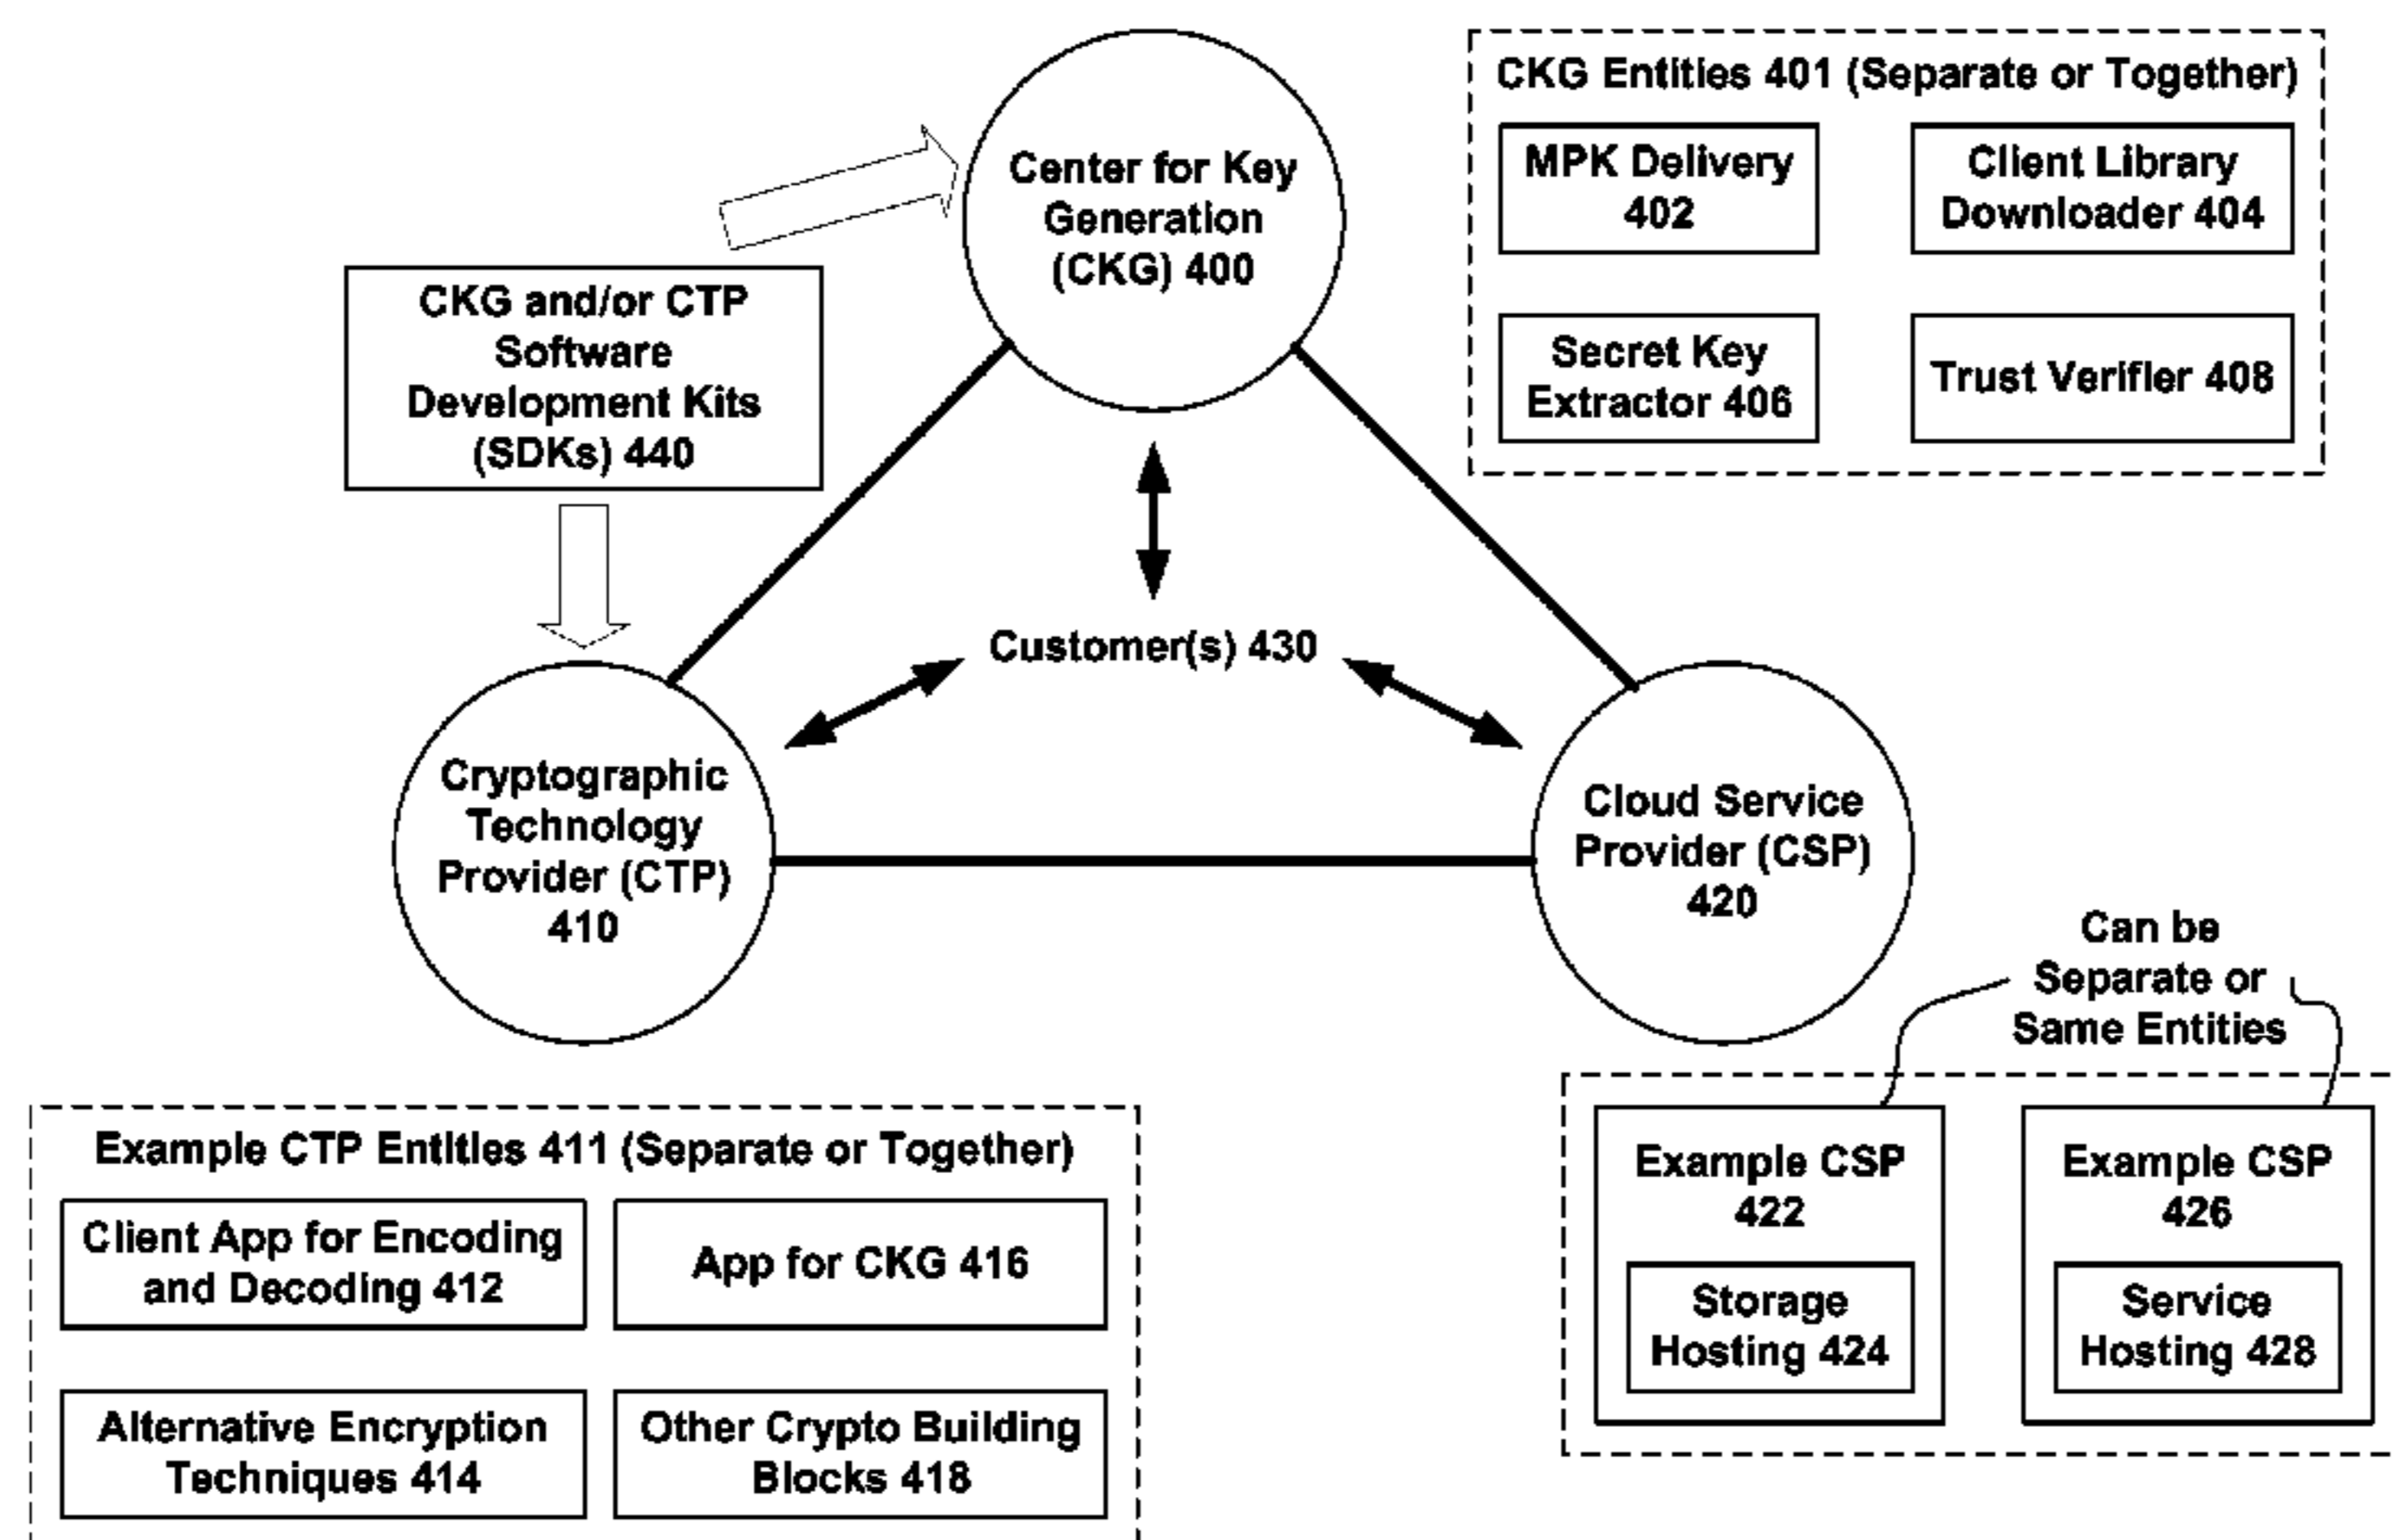 Center for Key
Generation
(CKG) 400
CKG Entities 401 (Separate or Together)
MPK Delivery
402
Client Library
Downloader 404
Secret Key
Extractor 406
Trust Verifier 408
CKG and/or CTP
Software
Development Kits
(SDKs) 440
Customer(s) 430
Cryptographic
Technology
Provider (CTP)
410
Cloud Service
Provider (CSP)
420
Can be
Separate or
Same Entities
Example CTP Entities 411 (Separate or Together)
Client App for Encoding
and Decoding 412
App for CKG 416
Alternative Encryption
Techniques 414
Other Crypto Building
Blocks 418
Example CSP
422
Storage
Hosting 424
Example CSP
426
Service
Hosting 428